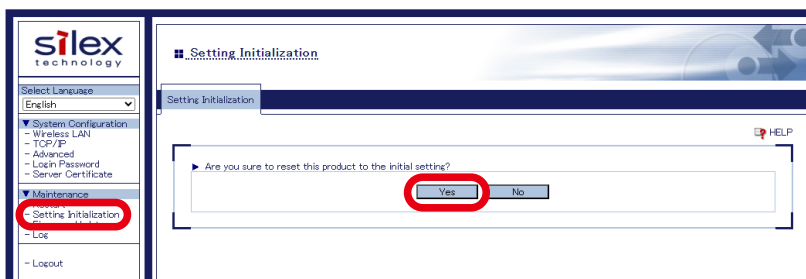 silex
technology
Select Language
English
▼ System Configuration
- Wireless LAN
- TCP/IP
- Advanced
- Login Password
- Server Certificate
▼ Maintenance
- Setting Initialization
- Log
- Logout
Setting Initialization
Setting Initialization
HELP
Are you sure to reset this product to the initial setting?
Yes No